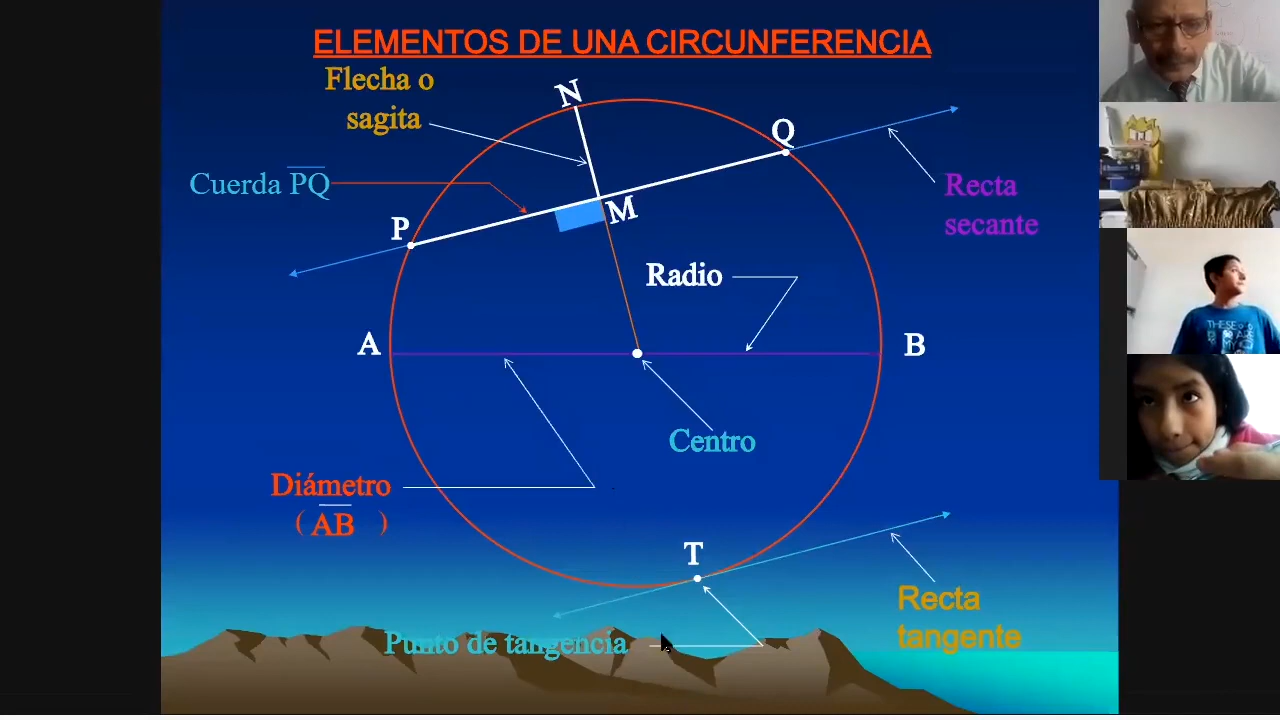 ELEMENTOS DE UNA CIRCUNFERENCIA
Flecha o
sagita
N
Q
Cuerda PQ
Recta
secante
P
M
Radio
A
B
Centro
Diámetro
( AB )
T
Recta
tangente
Punto de tangencia
THESE